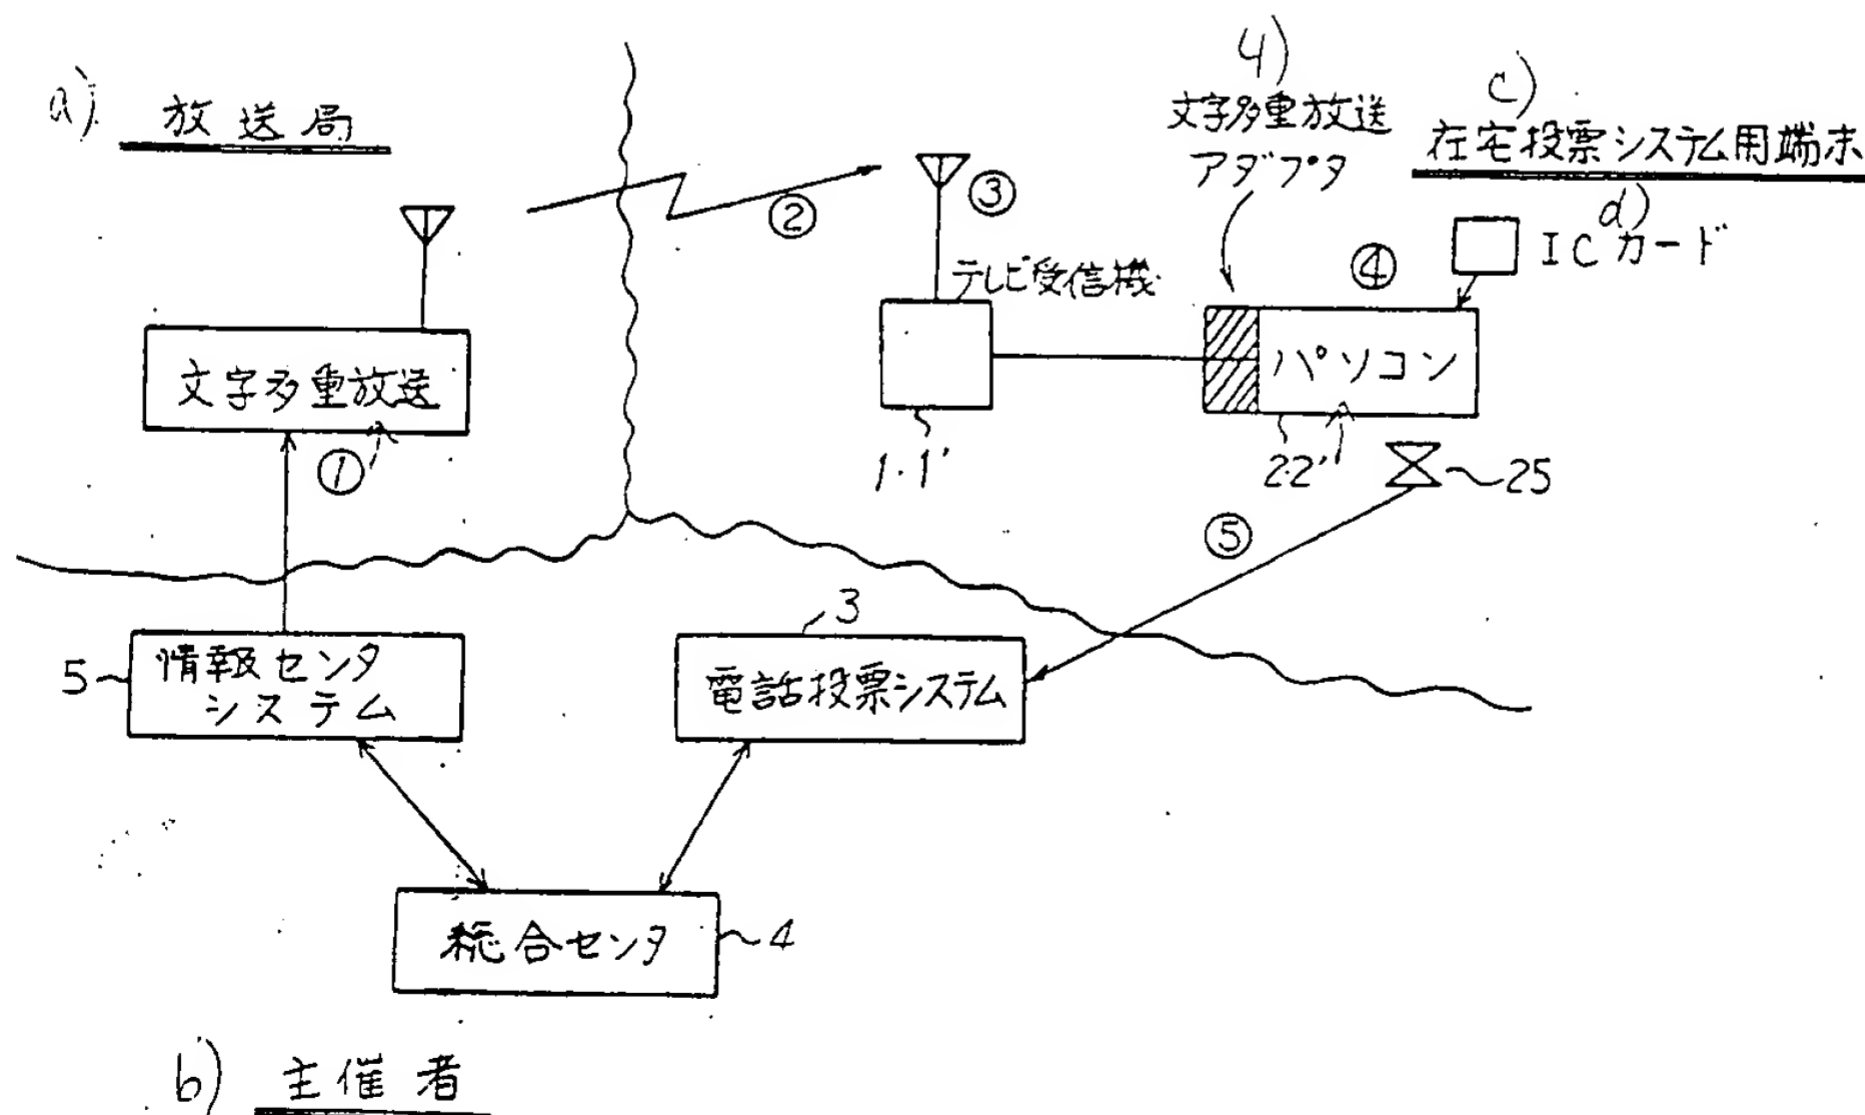 a) 放送局
4)
文字多重放送
アダプタ
c)
在宅投票システム用端末
d)
ICカード
②
③
④
テレビ受信機
文字多重放送
パソコン
①
1.1'
22'
25
⑤
3
5
情報センタ
システム
電話投票システム
総合センタ
4
b) 主催者